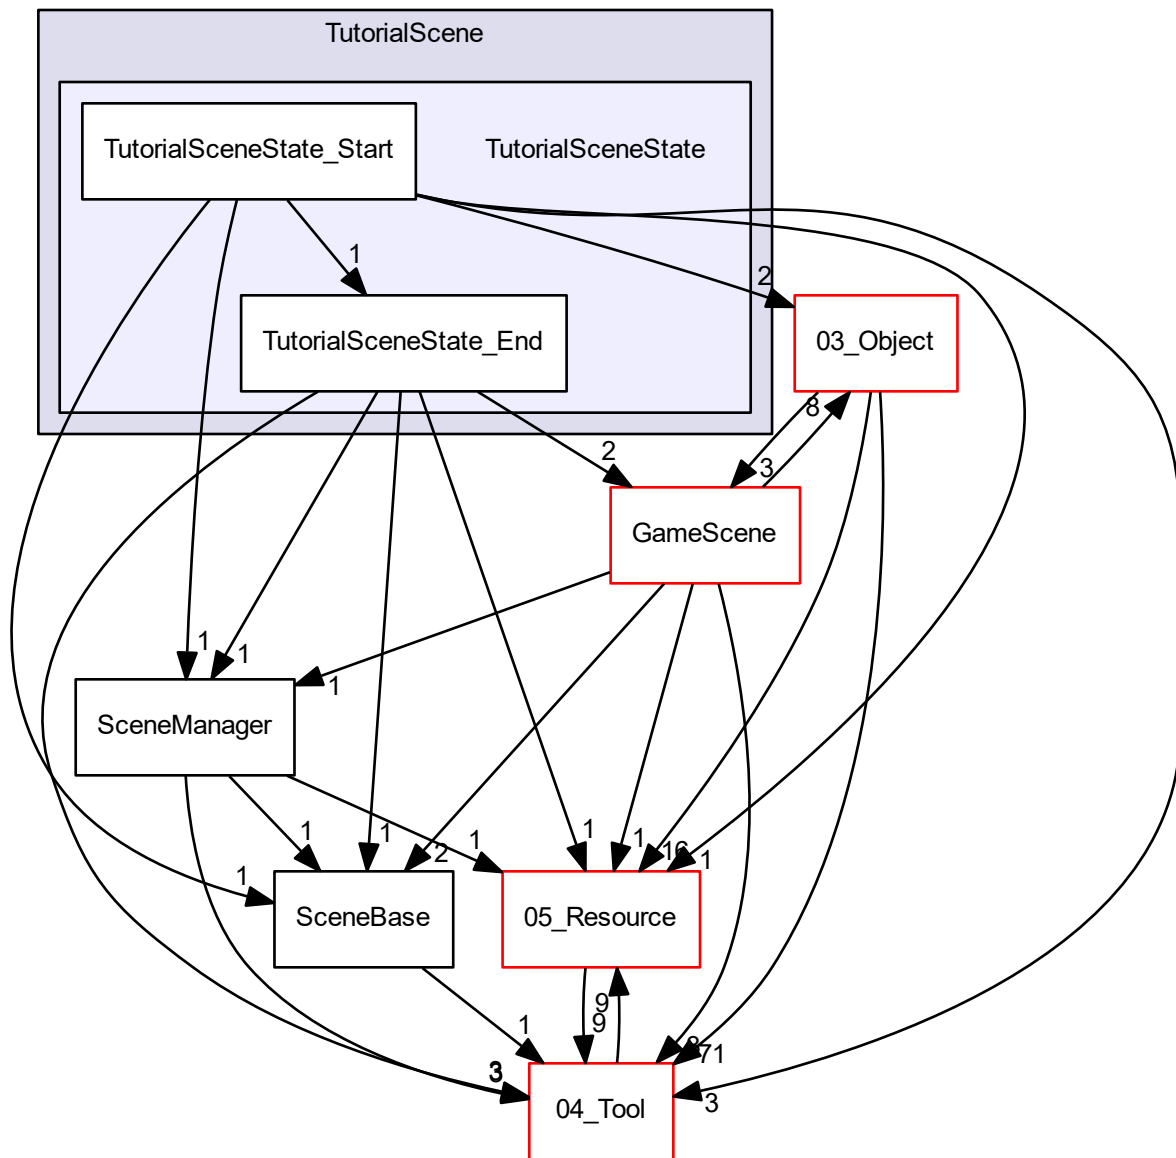 TutorialScene
TutorialSceneState_Start
TutorialSceneState
1
2
TutorialSceneState_End
03_Object
8
2
3
GameScene
1
1
1
SceneManager
1
1
1
1
1
16
1
2
1
SceneBase
05_Resource
9
9
1
71
3
3
3
04_Tool